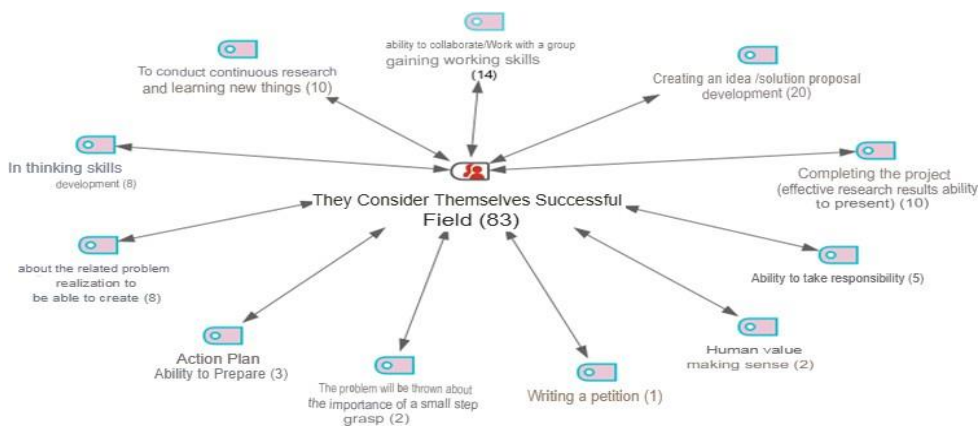 ability to collaborate/Work with a group
gaining working skills
(14)
To conduct continuous research
and learning new things (10)
Creating an idea /solution proposal
development (20)
In thinking skills
development (8)
Completing the project
(effective research results ability
to present) (10)
They Consider Themselves Successful
Field (83)
about the related problem
realization to
be able to create (8)
Ability to take responsibility (5)
Action Plan
Ability to Prepare (3)
The problem will be thrown about
the importance of a small step
grasp (2)
Writing a petition (1)
Human value
making sense (2)